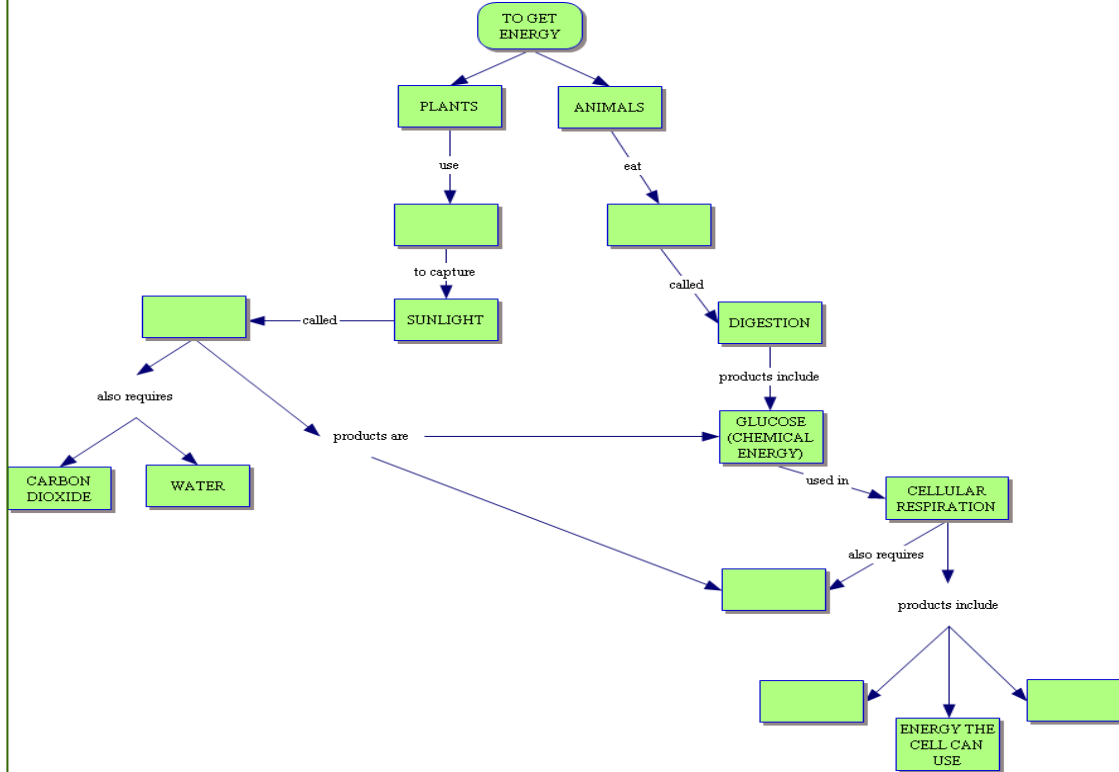 TO GET
ENERGY
PLANTS
ANIMALS
use
eat
to capture
called
SUNLIGHT
called
DIGESTION
products include
also requires
products are
GLUCOSE
(CHEMICAL
ENERGY)
used in
CARBON
DIOXIDE
WATER
CELLULAR
RESPIRATION
also requires
products include
ENERGY THE
CELL CAN
USE